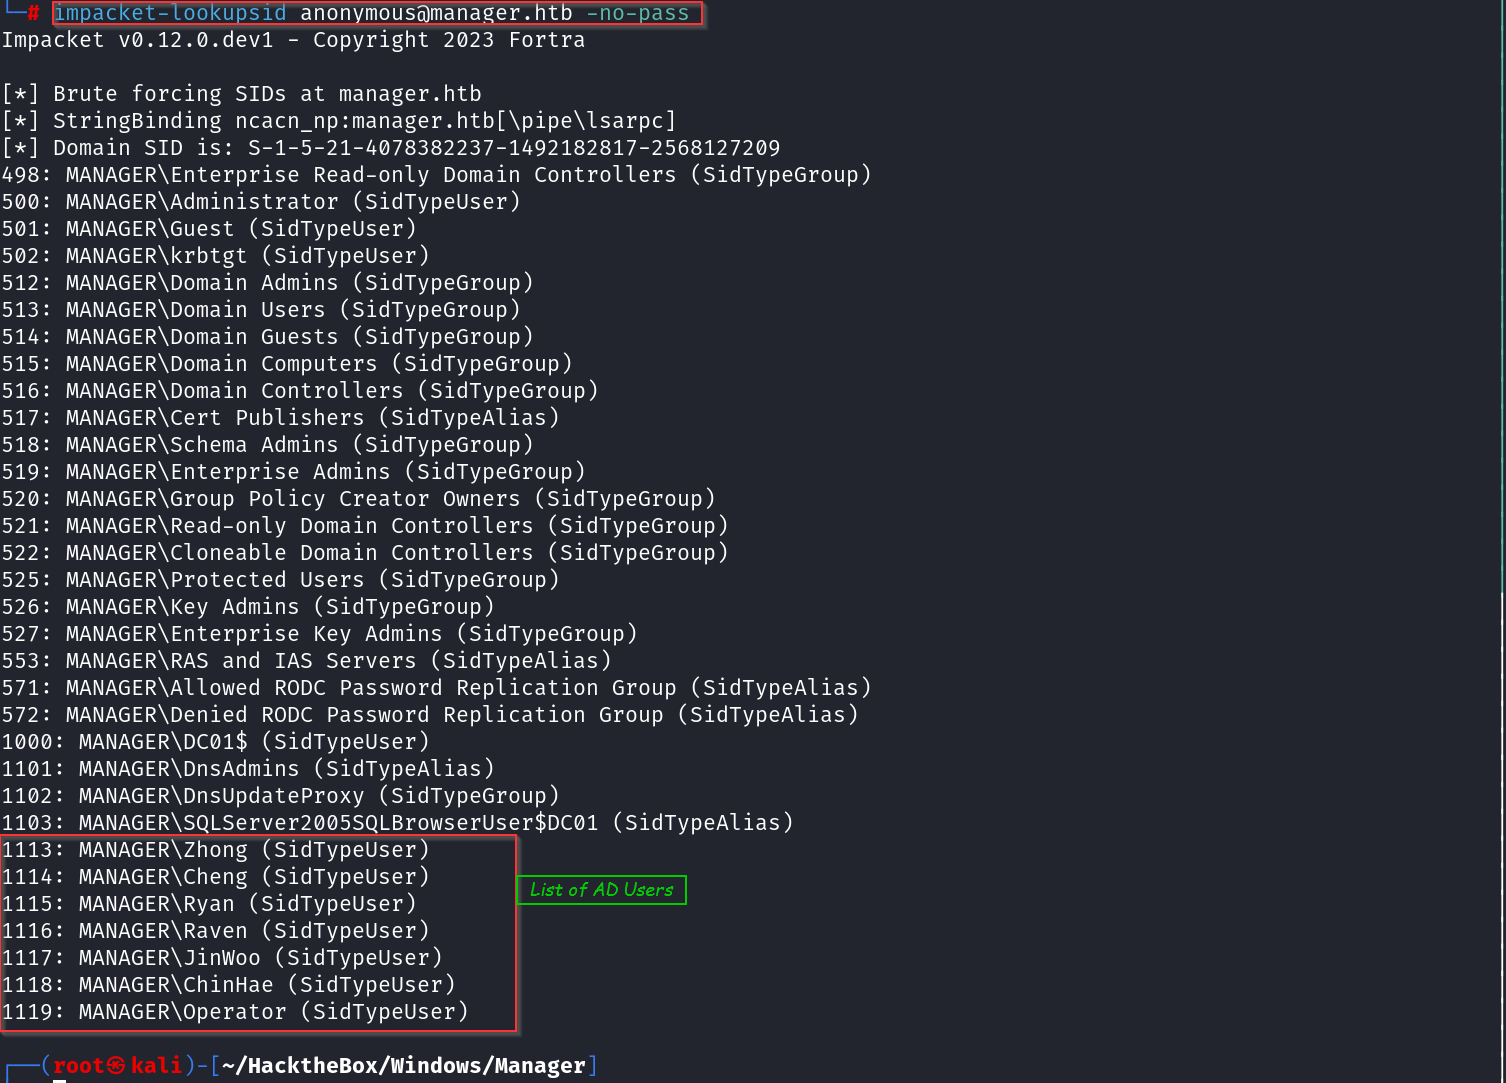 └─# impacket-lookupsid anonymous@manager.htb -no-pass
Impacket v0.12.0.dev1 - Copyright 2023 Fortra
[*] Brute forcing SIDs at manager.htb
[*] StringBinding ncacn_np:manager.htb[\pipe\lsarpc]
[*] Domain SID is: S-1-5-21-4078382237-1492182817-2568127209
498: MANAGER\Enterprise Read-only Domain Controllers (SidTypeGroup)
500: MANAGER\Administrator (SidTypeUser)
501: MANAGER\Guest (SidTypeUser)
502: MANAGER\krbtgt (SidTypeUser)
512: MANAGER\Domain Admins (SidTypeGroup)
513: MANAGER\Domain Users (SidTypeGroup)
514: MANAGER\Domain Guests (SidTypeGroup)
515: MANAGER\Domain Computers (SidTypeGroup)
516: MANAGER\Domain Controllers (SidTypeGroup)
517: MANAGER\Cert Publishers (SidTypeAlias)
518: MANAGER\Schema Admins (SidTypeGroup)
519: MANAGER\Enterprise Admins (SidTypeGroup)
520: MANAGER\Group Policy Creator Owners (SidTypeGroup)
521: MANAGER\Read-only Domain Controllers (SidTypeGroup)
522: MANAGER\Cloneable Domain Controllers (SidTypeGroup)
525: MANAGER\Protected Users (SidTypeGroup)
526: MANAGER\Key Admins (SidTypeGroup)
527: MANAGER\Enterprise Key Admins (SidTypeGroup)
553: MANAGER\RAS and IAS Servers (SidTypeAlias)
571: MANAGER\Allowed RODC Password Replication Group (SidTypeAlias)
572: MANAGER\Denied RODC Password Replication Group (SidTypeAlias)
1000: MANAGER\DC01$ (SidTypeUser)
1101: MANAGER\DnsAdmins (SidTypeAlias)
1102: MANAGER\DnsUpdateProxy (SidTypeGroup)
1103: MANAGER\SQLServer2005SQLBrowserUser$DC01 (SidTypeAlias)
1113: MANAGER\Zhong (SidTypeUser)
1114: MANAGER\Cheng (SidTypeUser)
List of AD Users
1115: MANAGER\Ryan (SidTypeUser)
1116: MANAGER\Raven (SidTypeUser)
1117: MANAGER\JinWoo (SidTypeUser)
1118: MANAGER\ChinHae (SidTypeUser)
1119: MANAGER\Operator (SidTypeUser)
┌──(root㉿kali)-[~/HacktheBox/Windows/Manager]